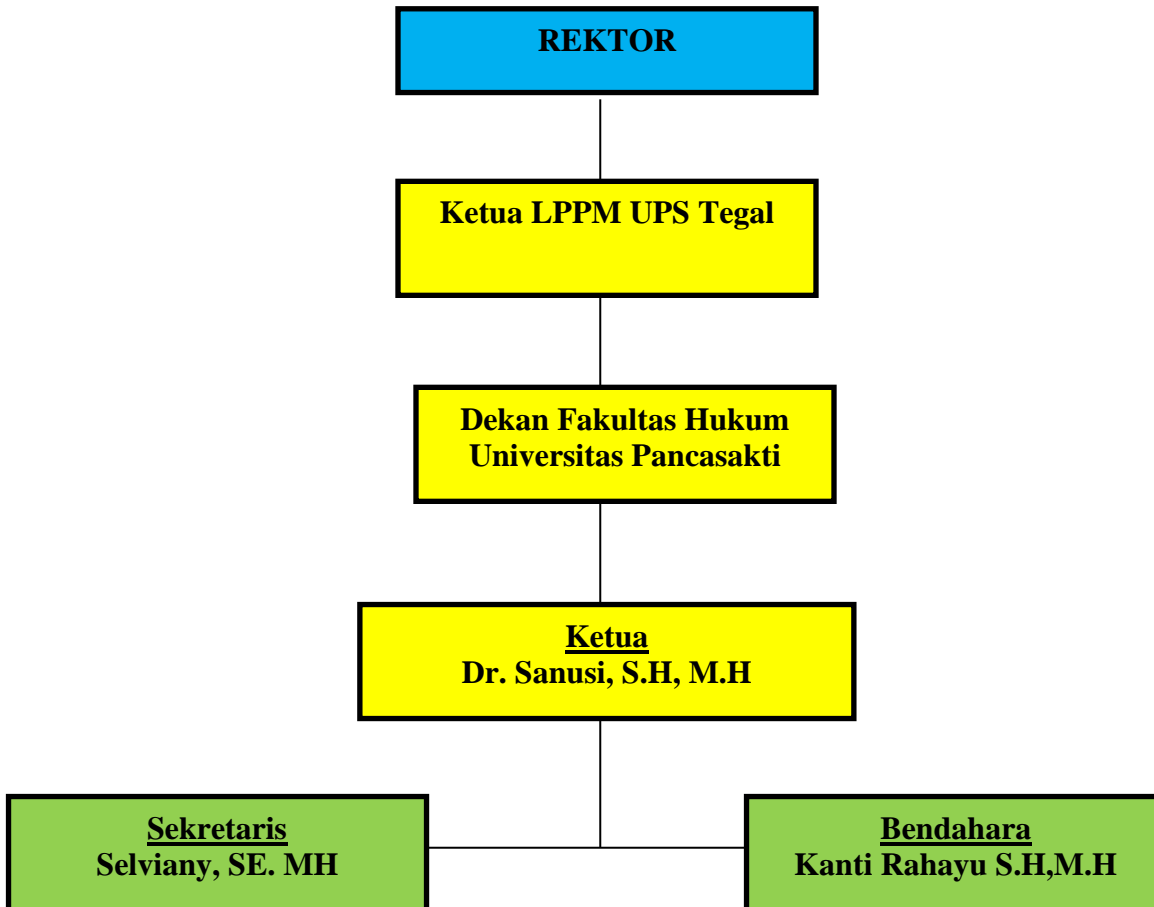 REKTOR
Ketua LPPM UPS Tegal
Dekan Fakultas Hukum
Universitas Pancasakti
Ketua
Dr. Sanusi, S.H, M.H
Sekretaris
Selviany, SE. MH
Bendahara
Kanti Rahayu S.H,M.H